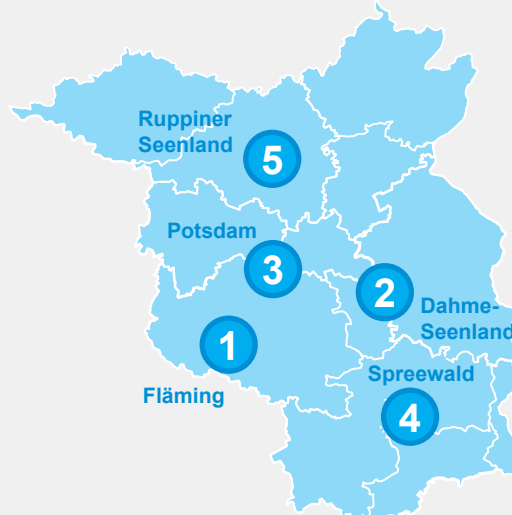 Ruppiner
Seenland
5
Potsdam
3
2
Dahme-
Seenland
1
Spreewald
Fläming
4